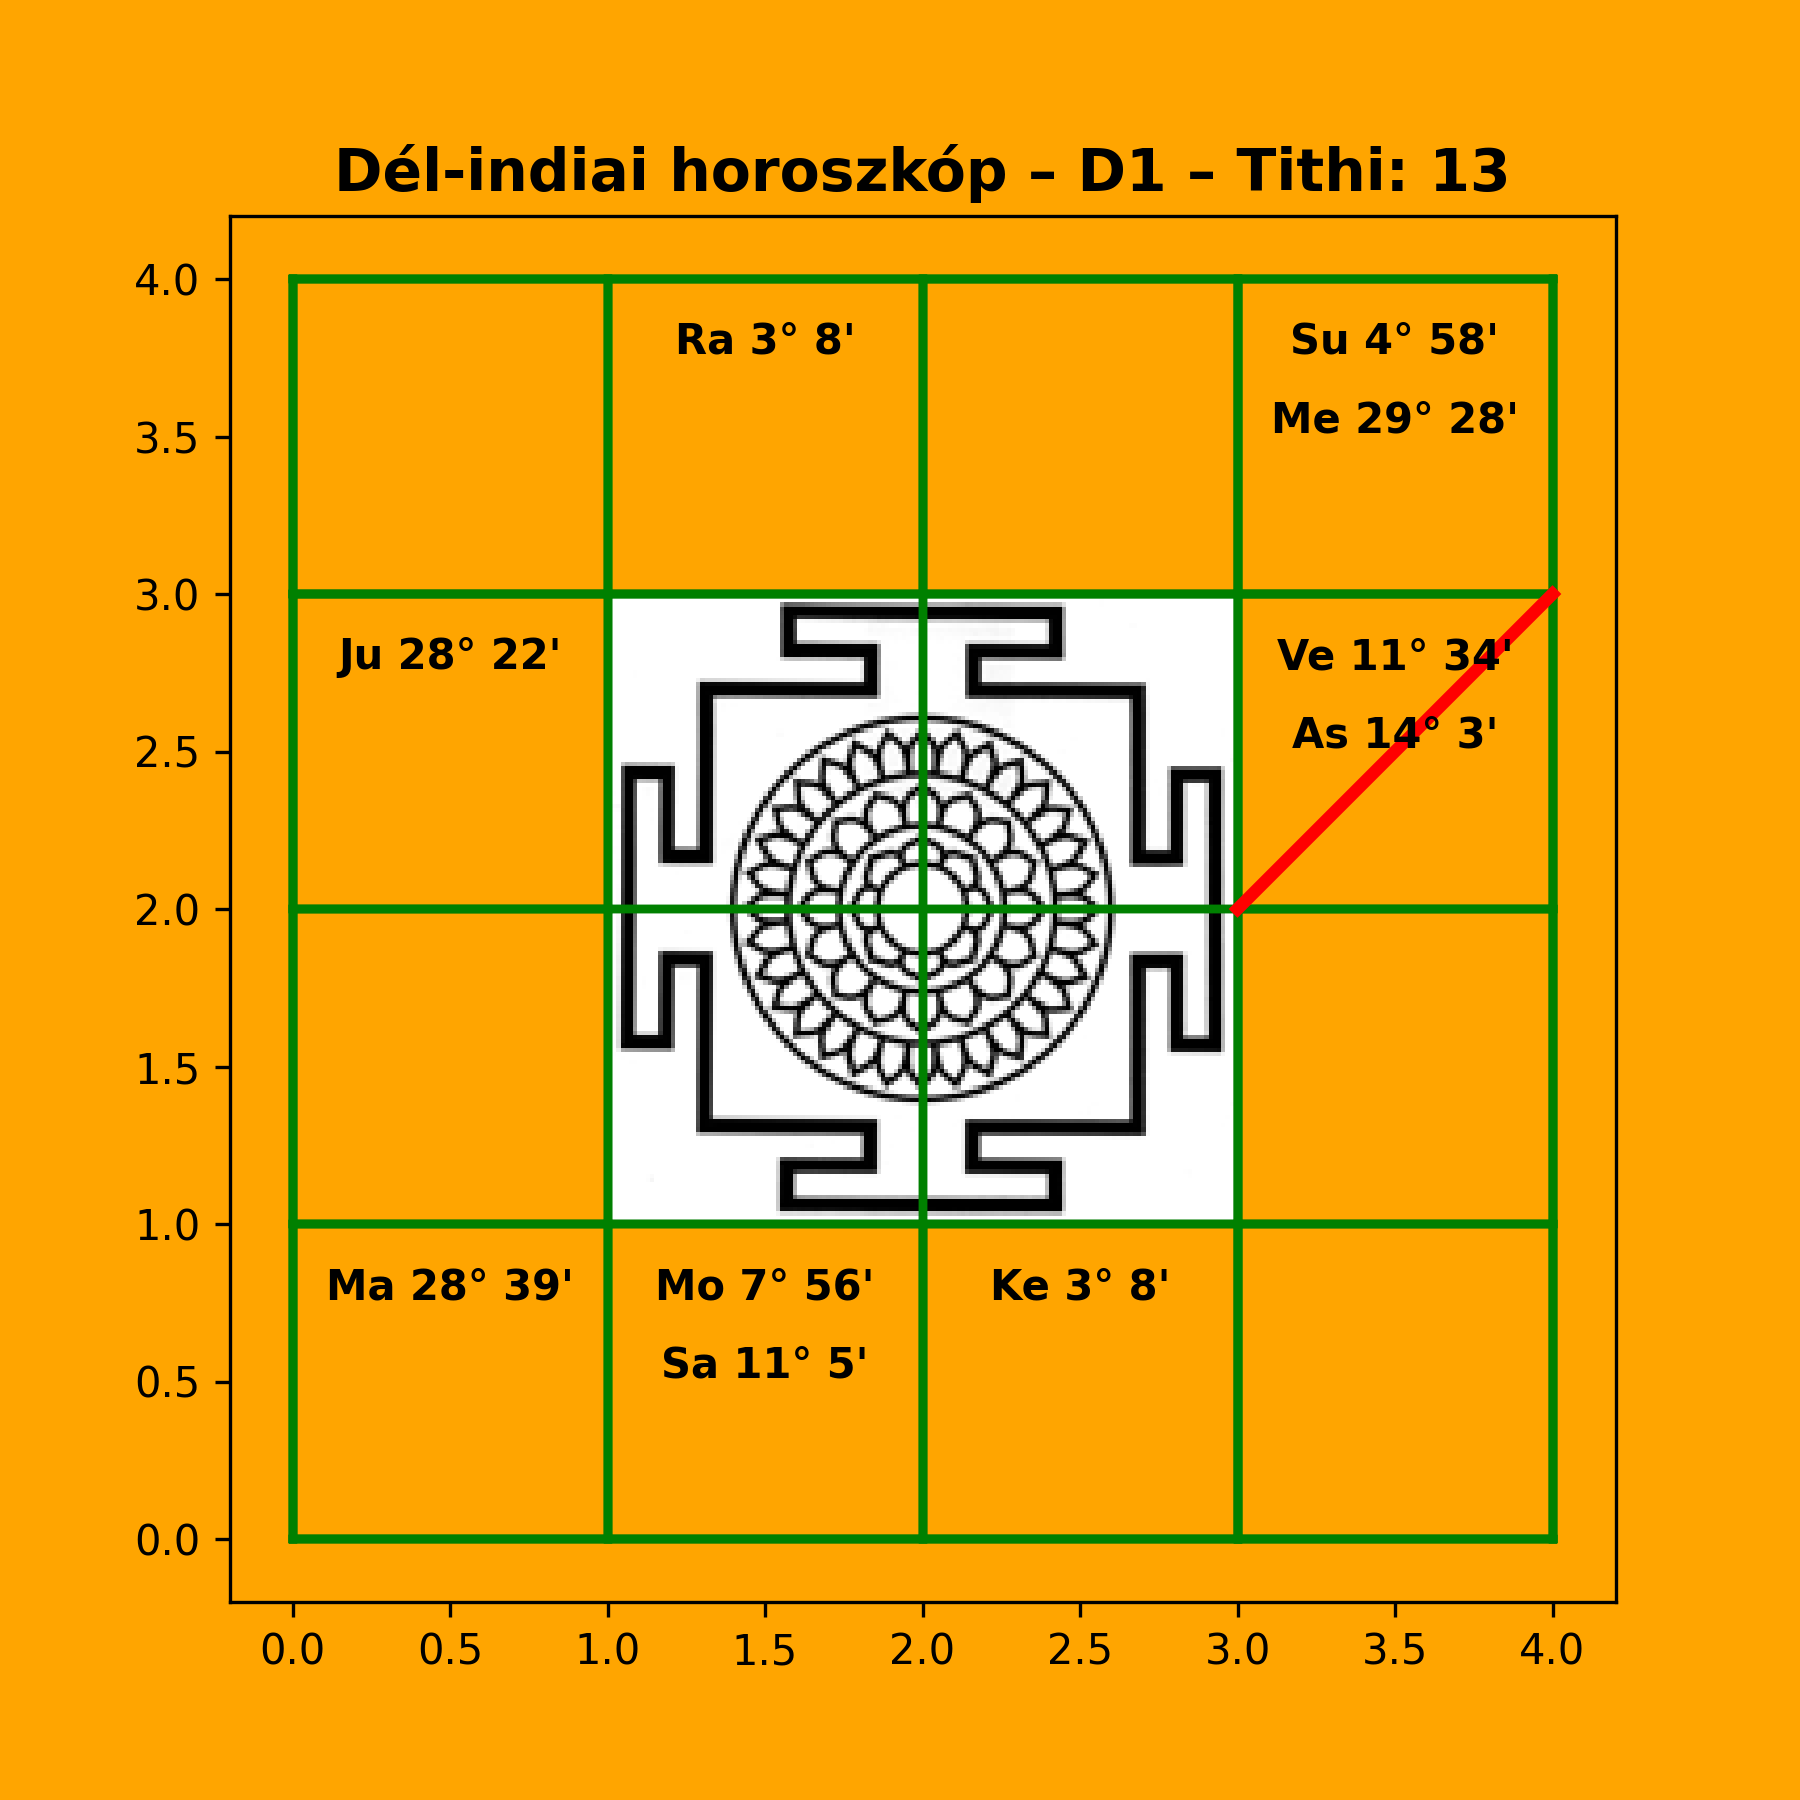 Dél-indiai horoszkóp – D1 – Tithi: 13
4.0
Ra 3° 8'
Su 4° 58'
Me 29° 28'
3.5
3.0
Ju 28° 22'
Ve 11° 34'
As 14° 3'
2.5
2.0
1.5
1.0
Ma 28° 39'
Mo 7° 56'
Ke 3° 8'
Sa 11° 5'
0.5
0.0
0.0 0.5 1.0 1.5 2.0 2.5 3.0 3.5 4.0